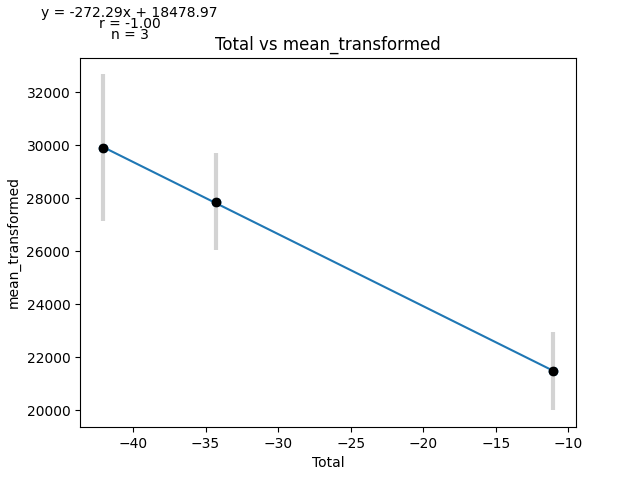 y = -272.29x + 18478.97
r = -1.00
n = 3
Total vs mean_transformed
mean_transformed
32000
30000
28000
26000
24000
22000
20000
−40
−35
−30
−25
−20
−15
−10
Total